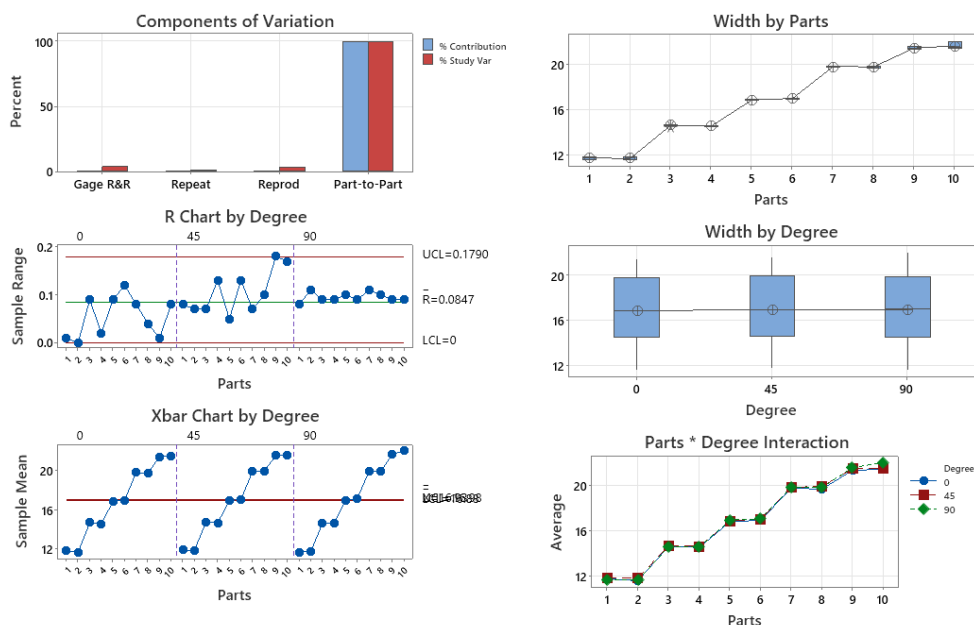 Components of Variation
Percent
100
50
0
Gage R&R Repeat Reprod Part-to-Part
% Contribution
% Study Var
R Chart by Degree
0 45 90
Sample Range
0.2
0.1
0.0
UCL=0.1790
R̄=0.0847
LCL=0
1 2 3 4 5 6 7 8 9 10 1 2 3 4 5 6 7 8 9 10 1 2 3 4 5 6 7 8 9 10
Parts
Xbar Chart by Degree
0 45 90
Sample Mean
20
16
12
1 2 3 4 5 6 7 8 9 10 1 2 3 4 5 6 7 8 9 10 1 2 3 4 5 6 7 8 9 10
Parts
Width by Parts
20
16
12
1 2 3 4 5 6 7 8 9 10
Parts
Width by Degree
20
16
12
0 45 90
Degree
Parts * Degree Interaction
Average
20
16
12
1 2 3 4 5 6 7 8 9 10
Parts
Degree
0
45
90